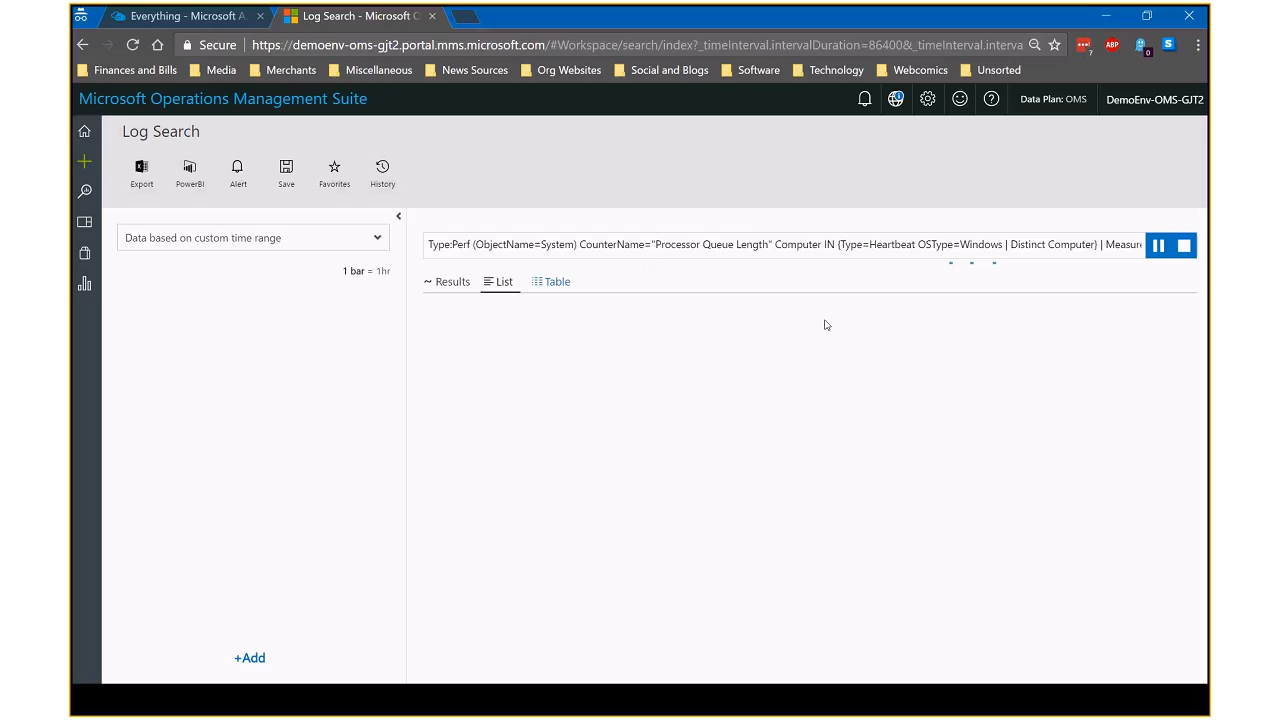 Everything - Microsoft A
Log Search - Microsoft C
Secure
https://demoenv-oms-gjt2.portal.mms.microsoft.com/#Workspace/search/index?_timeInterval.intervalDuration=86400&_timeInterval.interva
7
ABP
0
S
Finances and Bills
Media
Merchants
Miscellaneous
News Sources
Org Websites
Social and Blogs
Software
Technology
Webcomics
Unsorted
Microsoft Operations Management Suite
Data Plan: OMS
DemoEnv-OMS-GJT2
Log Search
Export
PowerBI
Alert
Save
Favorites
History
Data based on custom time range
1 bar = 1hr
Type:Perf (ObjectName=System) CounterName="Processor Queue Length" Computer IN {Type=Heartbeat OSType=Windows | Distinct Computer} | Measure
~ Results
List
Table
+Add